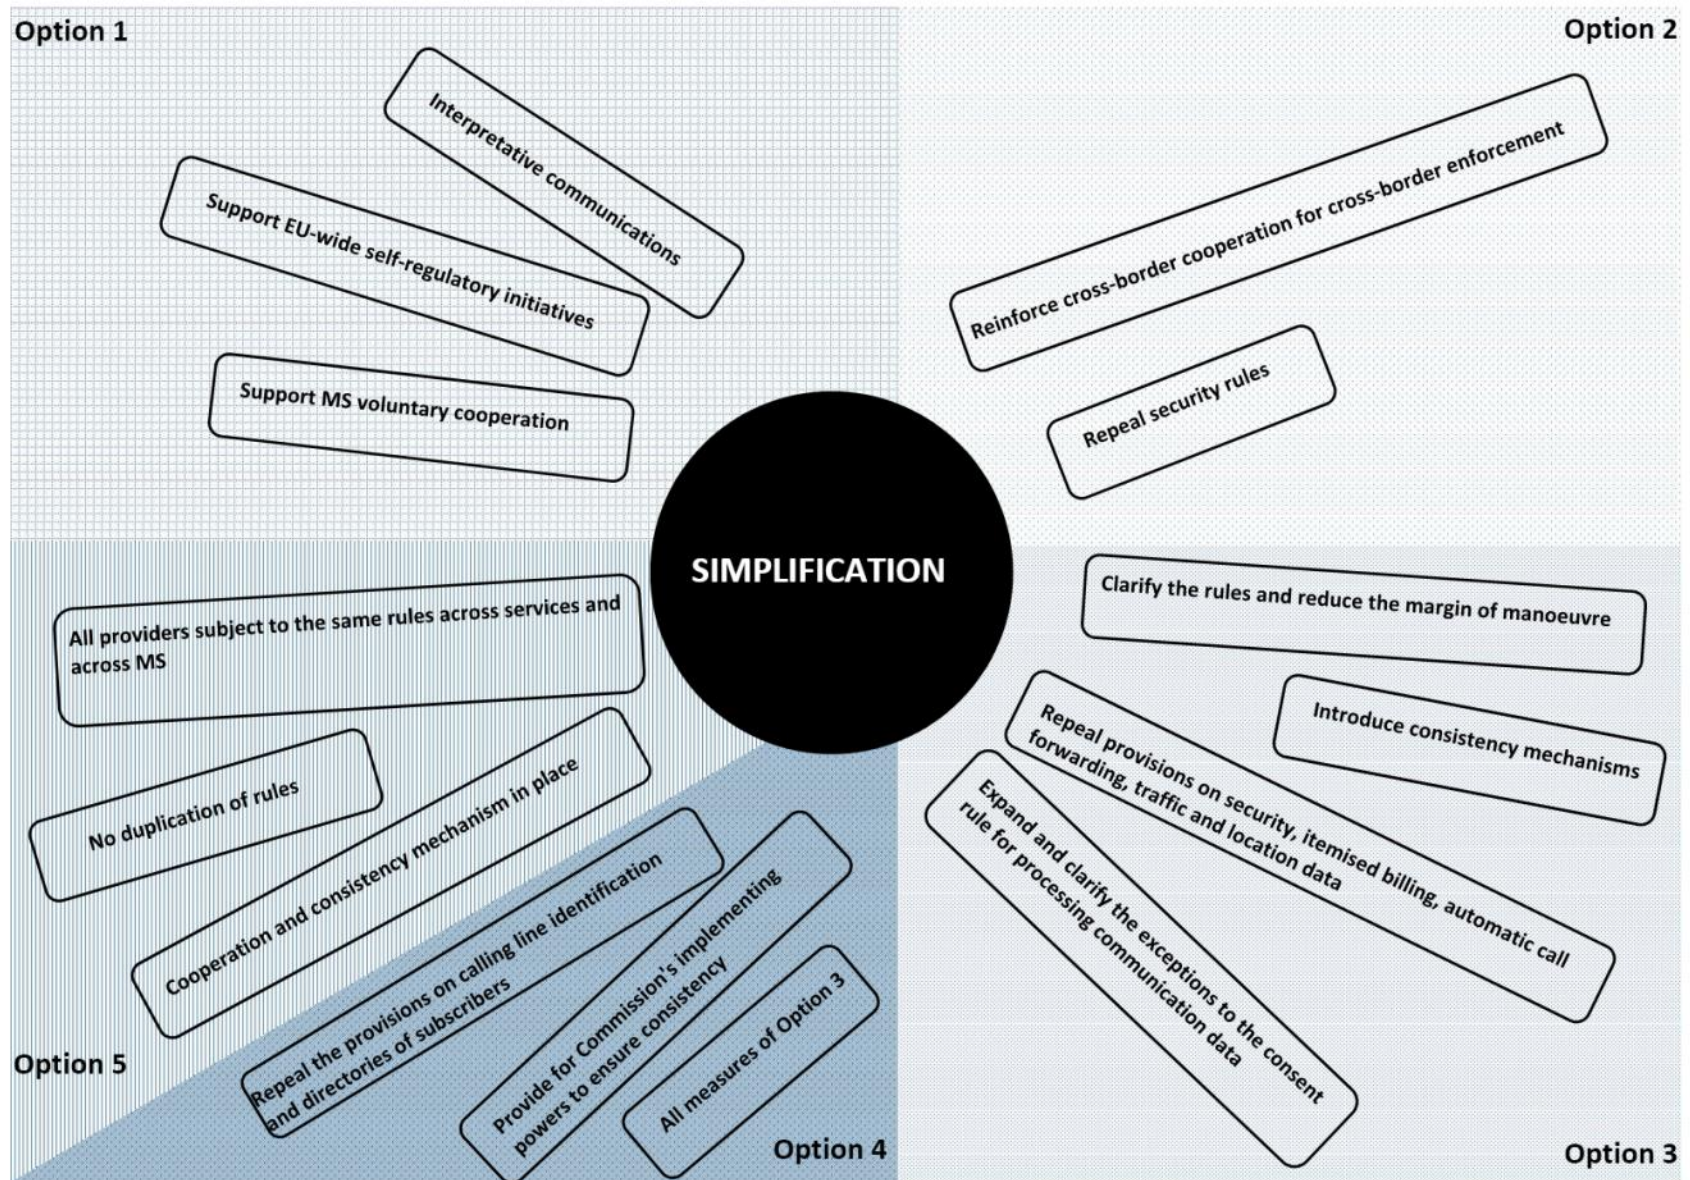 Option 1
Interpretative communications
Support EU-wide self-regulatory initiatives
Support MS voluntary cooperation
Option 2
Reinforce cross-border cooperation for cross-border enforcement
Repeal security rules
SIMPLIFICATION
Clarify the rules and reduce the margin of manoeuvre
Introduce consistency mechanisms
Repeal provisions on security, itemised billing, automatic call
forwarding, traffic and location data
Expand and clarify the exceptions to the consent
rule for processing communication data
Option 3
All providers subject to the same rules across services and
across MS
No duplication of rules
Cooperation and consistency mechanism in place
Option 5
Repeal the provisions on calling line identification
and directories of subscribers
Provide for Commission's implementing
powers to ensure consistency
All measures of Option 3
Option 4